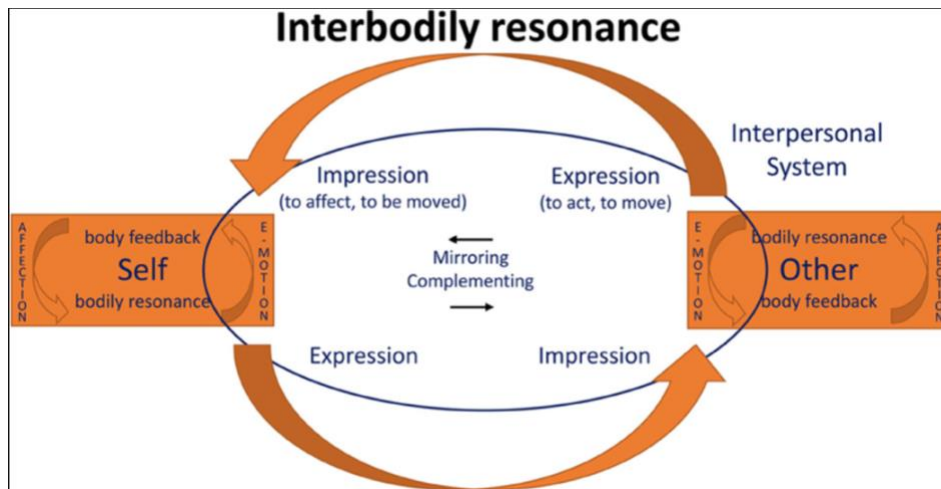 Interbodily resonance
Interpersonal
System
Impression
(to affect, to be moved)
Expression
(to act, to move)
AFFECTION
body feedback
Self
bodily resonance
E-MOTION
Mirroring
Complementing
E-MOTION
bodily resonance
Other
body feedback
AFFECTION
Expression
Impression